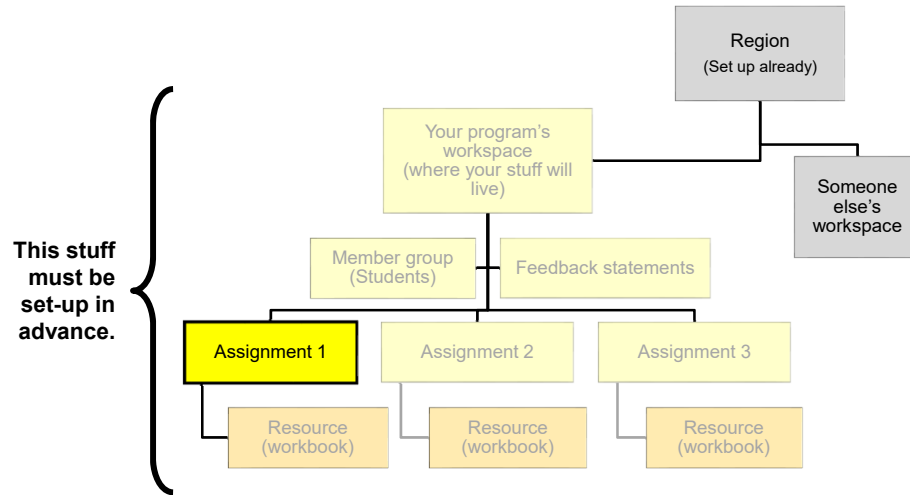 Region
(Set up already)
Your program's
workspace
(where your stuff will
live)
Someone
else's
workspace
This stuff
must be
set-up in
advance.
Member group
(Students)
Feedback statements
Assignment 1
Assignment 2
Assignment 3
Resource
(workbook)
Resource
(workbook)
Resource
(workbook)